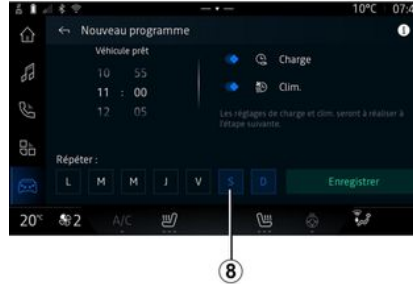 10°C 07:4
← Nouveau programme
Véhicule prêt
10 55
11 : 00
12 05
Charge
Clim.
Les réglages de charge et clim. seront à réaliser à
l'étape suivante.
Répéter :
L M M J V S D Enregistrer
20°C 2 A/C
8